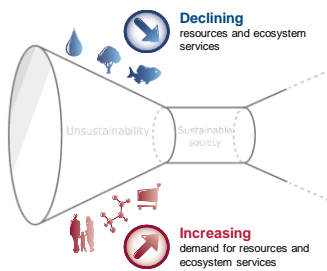 Declining
resources and ecosystem
services
Unsustainability
Sustainable
society
Increasing
demand for resources and
ecosystem services